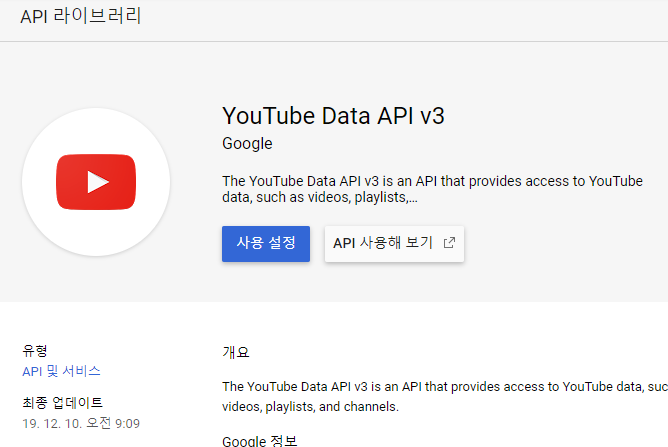 API 라이브러리
YouTube Data API v3
Google
The YouTube Data API v3 is an API that provides access to YouTube
data, such as videos, playlists,...
사용 설정
API 사용해 보기
유형
API 및 서비스
최종 업데이트
19. 12. 10. 오전 9:09
개요
The YouTube Data API v3 is an API that provides access to YouTube data, suc
videos, playlists, and channels.
Google 정보